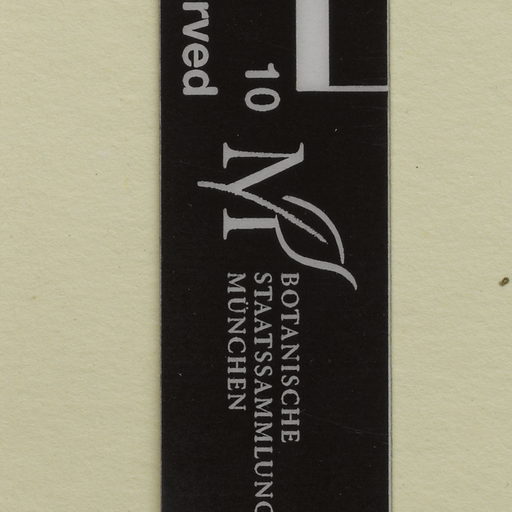 rved
10
BOTANISCHE
STAATSSAMMLUNG
MÜNCHEN